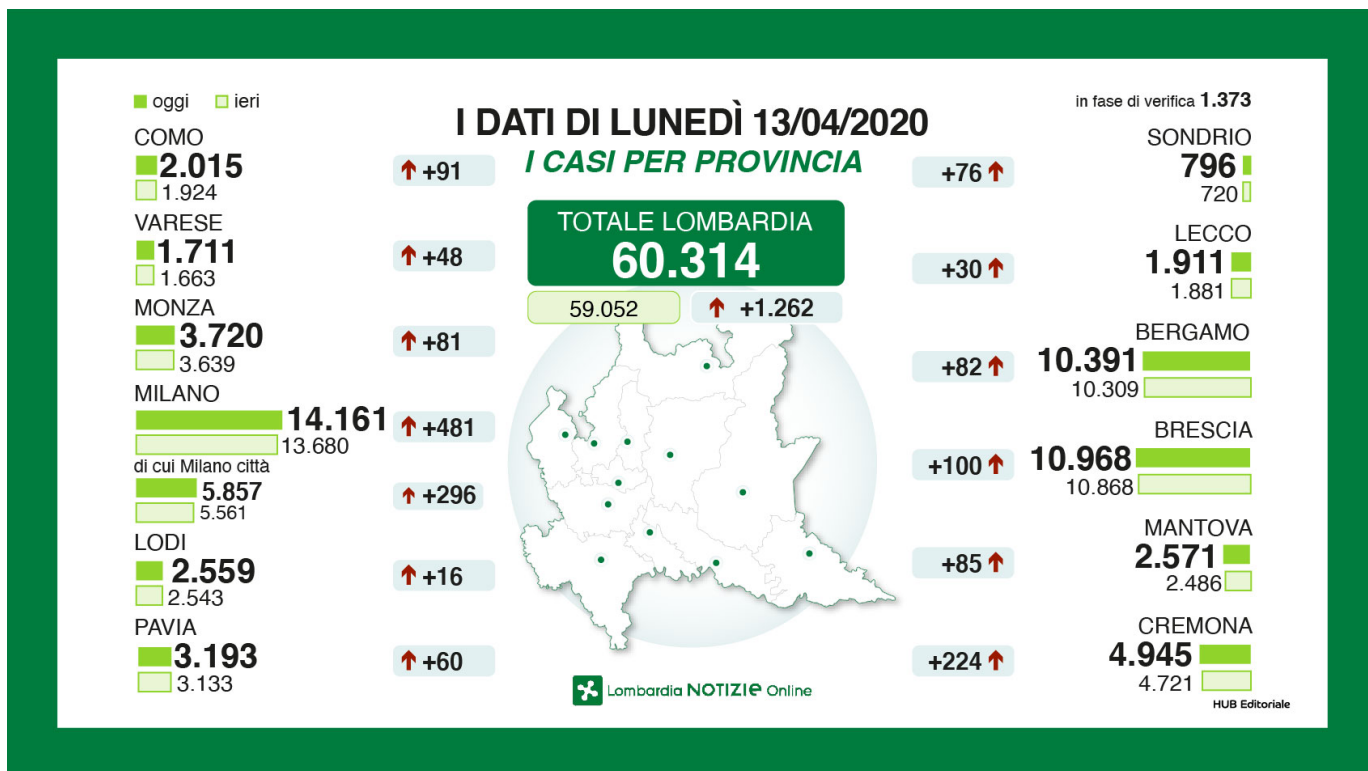 oggi ieri
I DATI DI LUNEDÌ 13/04/2020
I CASI PER PROVINCIA
TOTALE LOMBARDIA
60.314
59.052
+1.262
COMO
2.015
+91
1.924
VARESE
1.711
+48
1.663
MONZA
3.720
+81
3.639
MILANO
14.161
+481
13.680
di cui Milano città
5.857
+296
5.561
LODI
2.559
+16
2.543
PAVIA
3.193
+60
3.133
in fase di verifica 1.373
SONDRIO
+76
796
720
LECCO
+30
1.911
1.881
BERGAMO
+82
10.391
10.309
BRESCIA
+100
10.968
10.868
MANTOVA
+85
2.571
2.486
CREMONA
+224
4.945
4.721
Lombardia NOTIZIe Online
HUB Editoriale